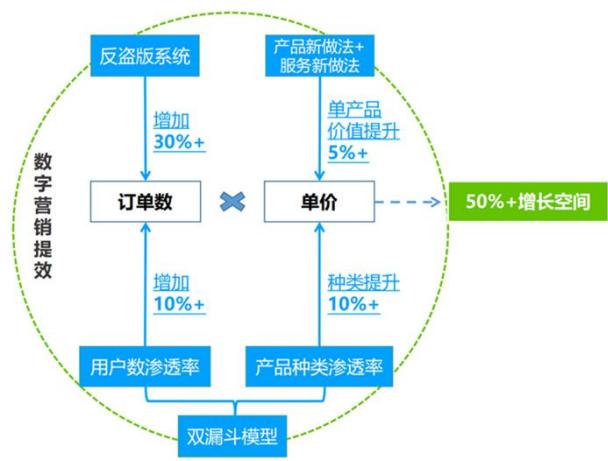 反盗版系统
产品新做法+
服务新做法
增加
30%+
单产品
价值提升
5%+
数字营销提效
订单数
×
单价
50%+增长空间
增加
10%+
种类提升
10%+
用户数渗透率
产品种类渗透率
双漏斗模型